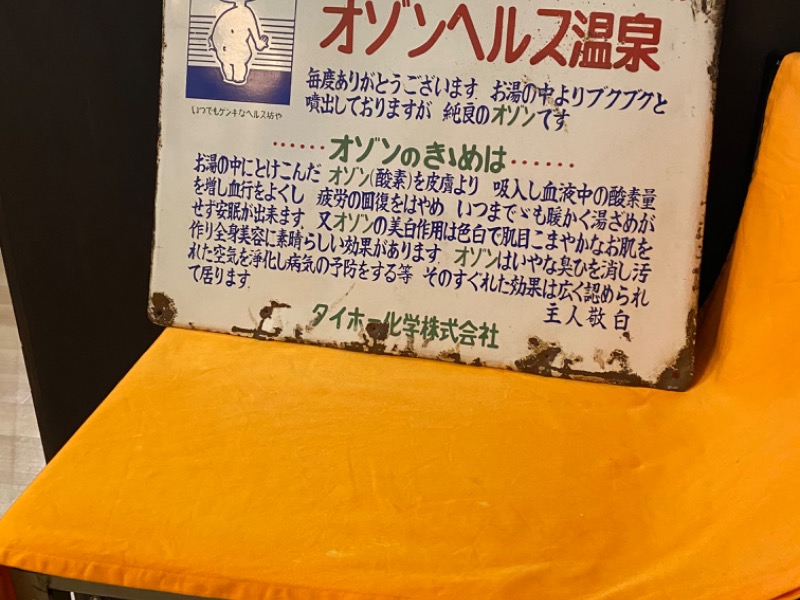 オゾンヘルス温泉
毎度ありがとうございます お湯の中よりブクブクと
噴出しておりますが 純良のオゾンです
いつでもゲンキなヘルス坊や
……オゾンのきゝめは……
お湯の中にとけこんだ オゾン(酸素)を皮膚より 吸入し血液中の酸素量
を増し血行をよくし 疲労の回復をはやめ いつまでも暖かく湯ざめが
せず安眠が出来ます 又オゾンの美白作用は色白で肌目こまやかなお肌を
作り全身美容に素晴らしい効果があります オゾンはいやな臭ひを消し汚
れた空気を浄化し病気の予防をする等 そのすぐれた効果は広く認められ
て居ります
主人敬白
タイホー化学株式会社